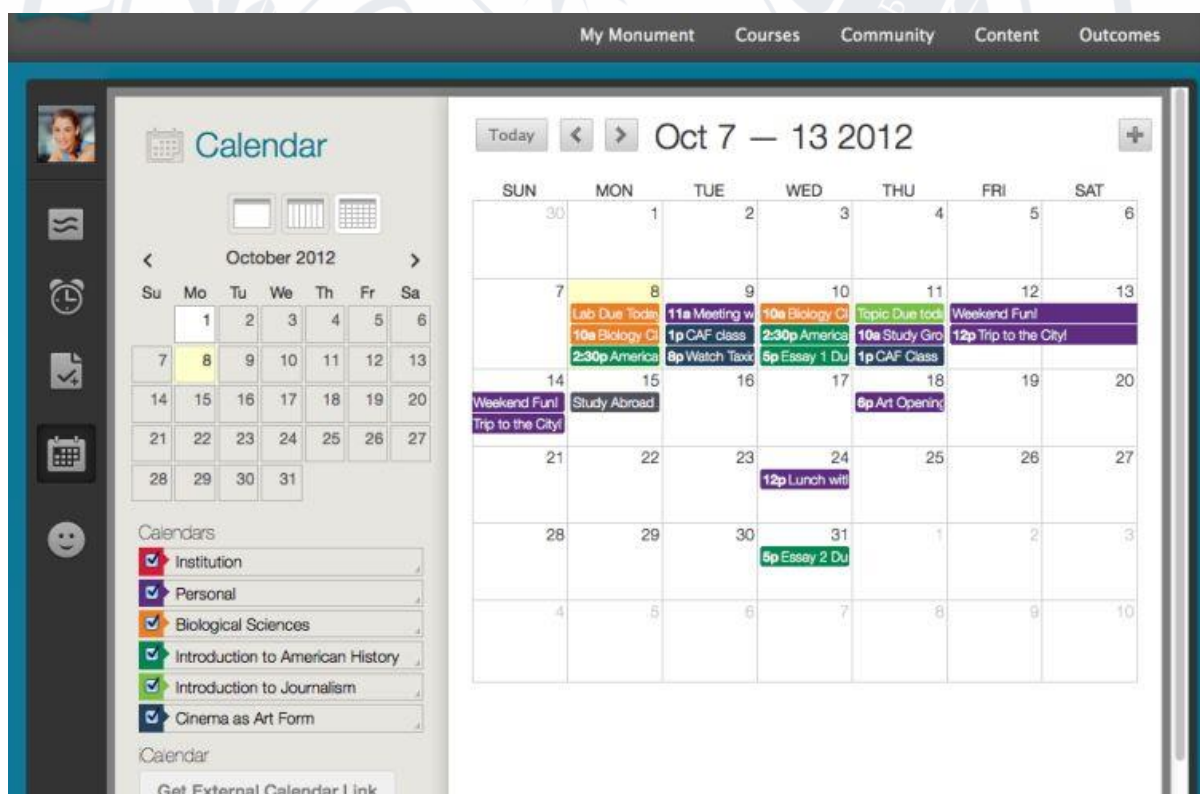 My Monument Courses Community Content Outcomes
Calendar
October 2012
Su Mo Tu We Th Fr Sa
1 2 3 4 5 6
7 8 9 10 11 12 13
14 15 16 17 18 19 20
21 22 23 24 25 26 27
28 29 30 31
Calendars
Institution
Personal
Biological Sciences
Introduction to American History
Introduction to Journalism
Cinema as Art Form
iCalendar
Get External Calendar Link
Today Oct 7 — 13 2012
SUN MON TUE WED THU FRI SAT
30 1 2 3 4 5 6
7 8 9 10 11 12 13
Lab Due Today 11a Meeting w 10a Biology Cl Topic Due toda Weekend Fun!
10a Biology Cl 1p CAF class 2:30p America 10a Study Gro 12p Trip to the City!
2:30p America 8p Watch Taxi 5p Essay 1 Du 1p CAF Class
14 15 16 17 18 19 20
Weekend Fun! Study Abroad 6p Art Opening
Trip to the City!
21 22 23 24 25 26 27
12p Lunch with
28 29 30 31 1 2 3
5p Essay 2 Du
4 5 6 7 8 9 10